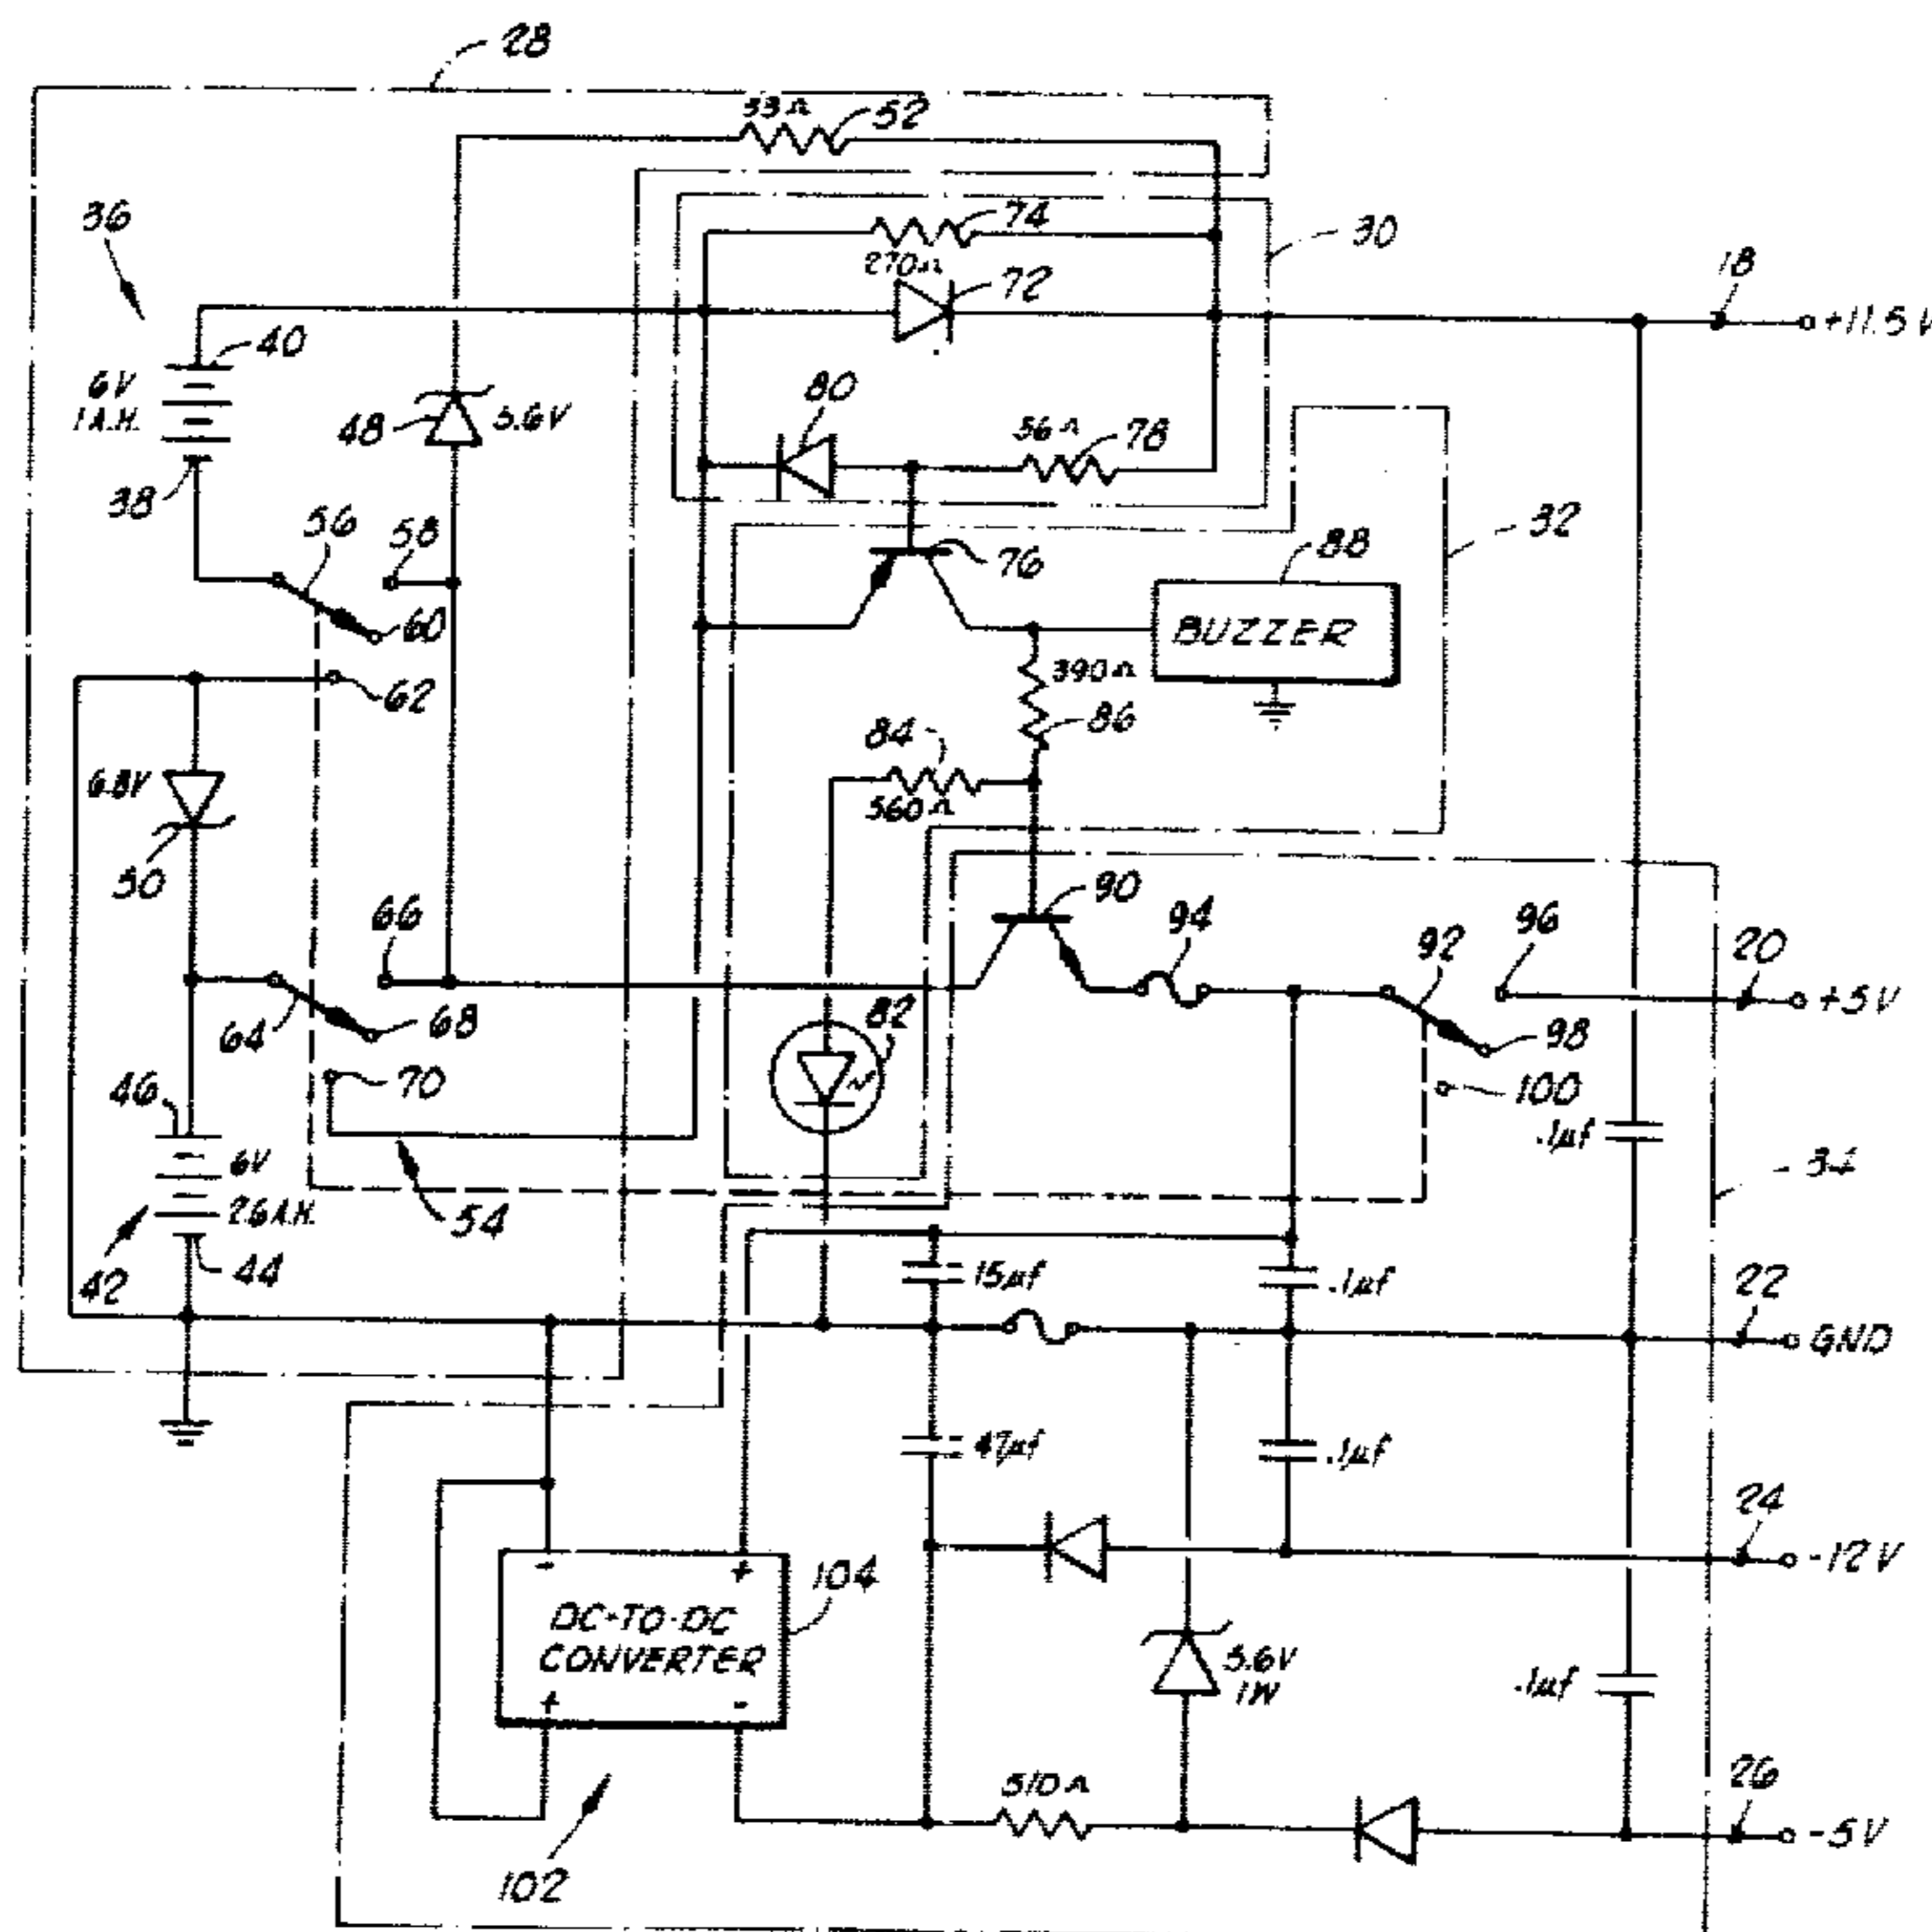 28
33Ω
52
36
74
30
270Ω
72
18
+11.5V
40
6V
1 A.H.
80
48
5.6V
56Ω
78
38
56
58
32
88
76
60
BUZZER
62
390Ω
84
86
6.8V
560Ω
50
90
66
94
92
96
20
+5V
82
64
68
98
46
70
100
.1µf
6V
34
26 A.H.
54
42
44
15µf
.1µf
22
GND
47µf
.1µf
24
-12V
-
+
104
DC-TO-DC
CONVERTER
5.6V
1W
.1µf
+
-
510Ω
26
-5V
102